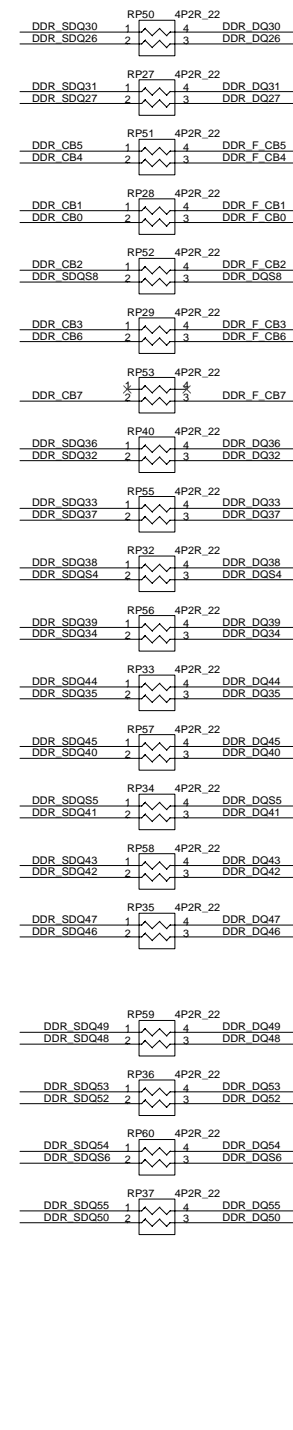 RP50 4P2R_22
DDR_SDQ30 1 4 DDR_DQ30
DDR_SDQ26 2 3 DDR_DQ26
RP27 4P2R_22
DDR_SDQ31 1 4 DDR_DQ31
DDR_SDQ27 2 3 DDR_DQ27
RP51 4P2R_22
DDR_CB5 1 4 DDR_F_CB5
DDR_CB4 2 3 DDR_F_CB4
RP28 4P2R_22
DDR_CB1 1 4 DDR_F_CB1
DDR_CB0 2 3 DDR_F_CB0
RP52 4P2R_22
DDR_CB2 1 4 DDR_F_CB2
DDR_SDQS8 2 3 DDR_DQS8
RP29 4P2R_22
DDR_CB3 1 4 DDR_F_CB3
DDR_CB6 2 3 DDR_F_CB6
RP53 4P2R_22
1 4
DDR_CB7 2 3 DDR_F_CB7
RP40 4P2R_22
DDR_SDQ36 1 4 DDR_DQ36
DDR_SDQ32 2 3 DDR_DQ32
RP55 4P2R_22
DDR_SDQ33 1 4 DDR_DQ33
DDR_SDQ37 2 3 DDR_DQ37
RP32 4P2R_22
DDR_SDQ38 1 4 DDR_DQ38
DDR_SDQS4 2 3 DDR_DQS4
RP56 4P2R_22
DDR_SDQ39 1 4 DDR_DQ39
DDR_SDQ34 2 3 DDR_DQ34
RP33 4P2R_22
DDR_SDQ44 1 4 DDR_DQ44
DDR_SDQ35 2 3 DDR_DQ35
RP57 4P2R_22
DDR_SDQ45 1 4 DDR_DQ45
DDR_SDQ40 2 3 DDR_DQ40
RP34 4P2R_22
DDR_SDQS5 1 4 DDR_DQS5
DDR_SDQ41 2 3 DDR_DQ41
RP58 4P2R_22
DDR_SDQ43 1 4 DDR_DQ43
DDR_SDQ42 2 3 DDR_DQ42
RP35 4P2R_22
DDR_SDQ47 1 4 DDR_DQ47
DDR_SDQ46 2 3 DDR_DQ46
RP59 4P2R_22
DDR_SDQ49 1 4 DDR_DQ49
DDR_SDQ48 2 3 DDR_DQ48
RP36 4P2R_22
DDR_SDQ53 1 4 DDR_DQ53
DDR_SDQ52 2 3 DDR_DQ52
RP60 4P2R_22
DDR_SDQ54 1 4 DDR_DQ54
DDR_SDQS6 2 3 DDR_DQS6
RP37 4P2R_22
DDR_SDQ55 1 4 DDR_DQ55
DDR_SDQ50 2 3 DDR_DQ50